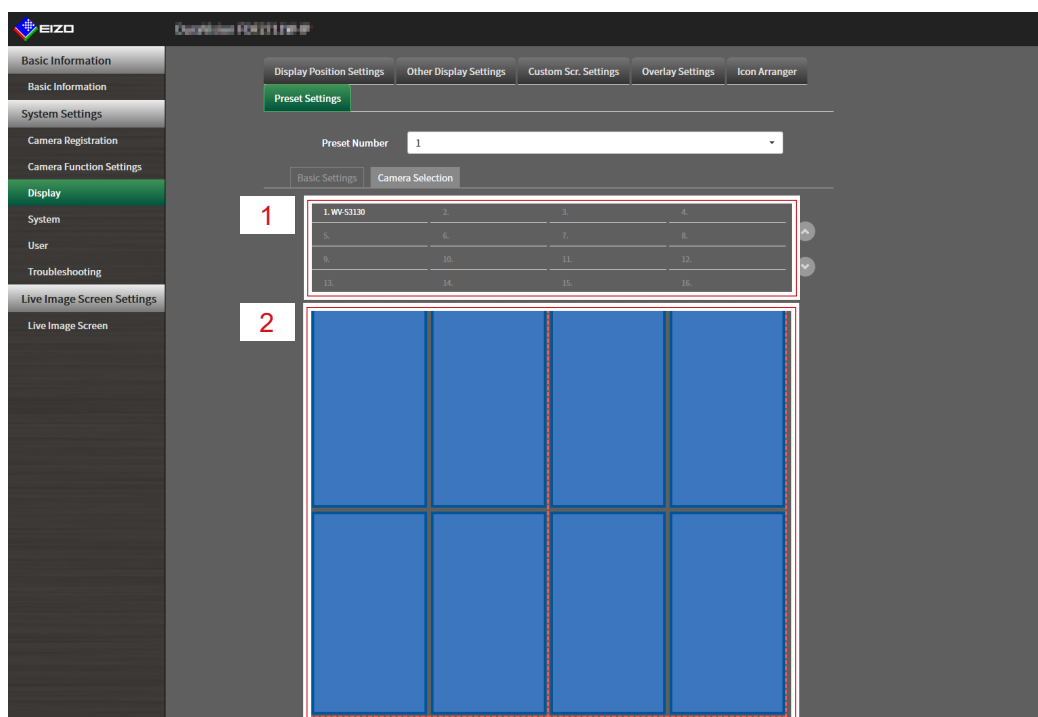 EIZO
Basic Information
Basic Information
System Settings
Camera Registration
Camera Function Settings
Display
System
User
Troubleshooting
Live Image Screen Settings
Live Image Screen
Display Position Settings Other Display Settings Custom Scr. Settings Overlay Settings Icon Arranger
Preset Settings
Preset Number 1
Basic Settings Camera Selection
1
1. WV-S3130 2. 3. 4.
5. 6. 7. 8.
9. 10. 11. 12.
13. 14. 15. 16.
2